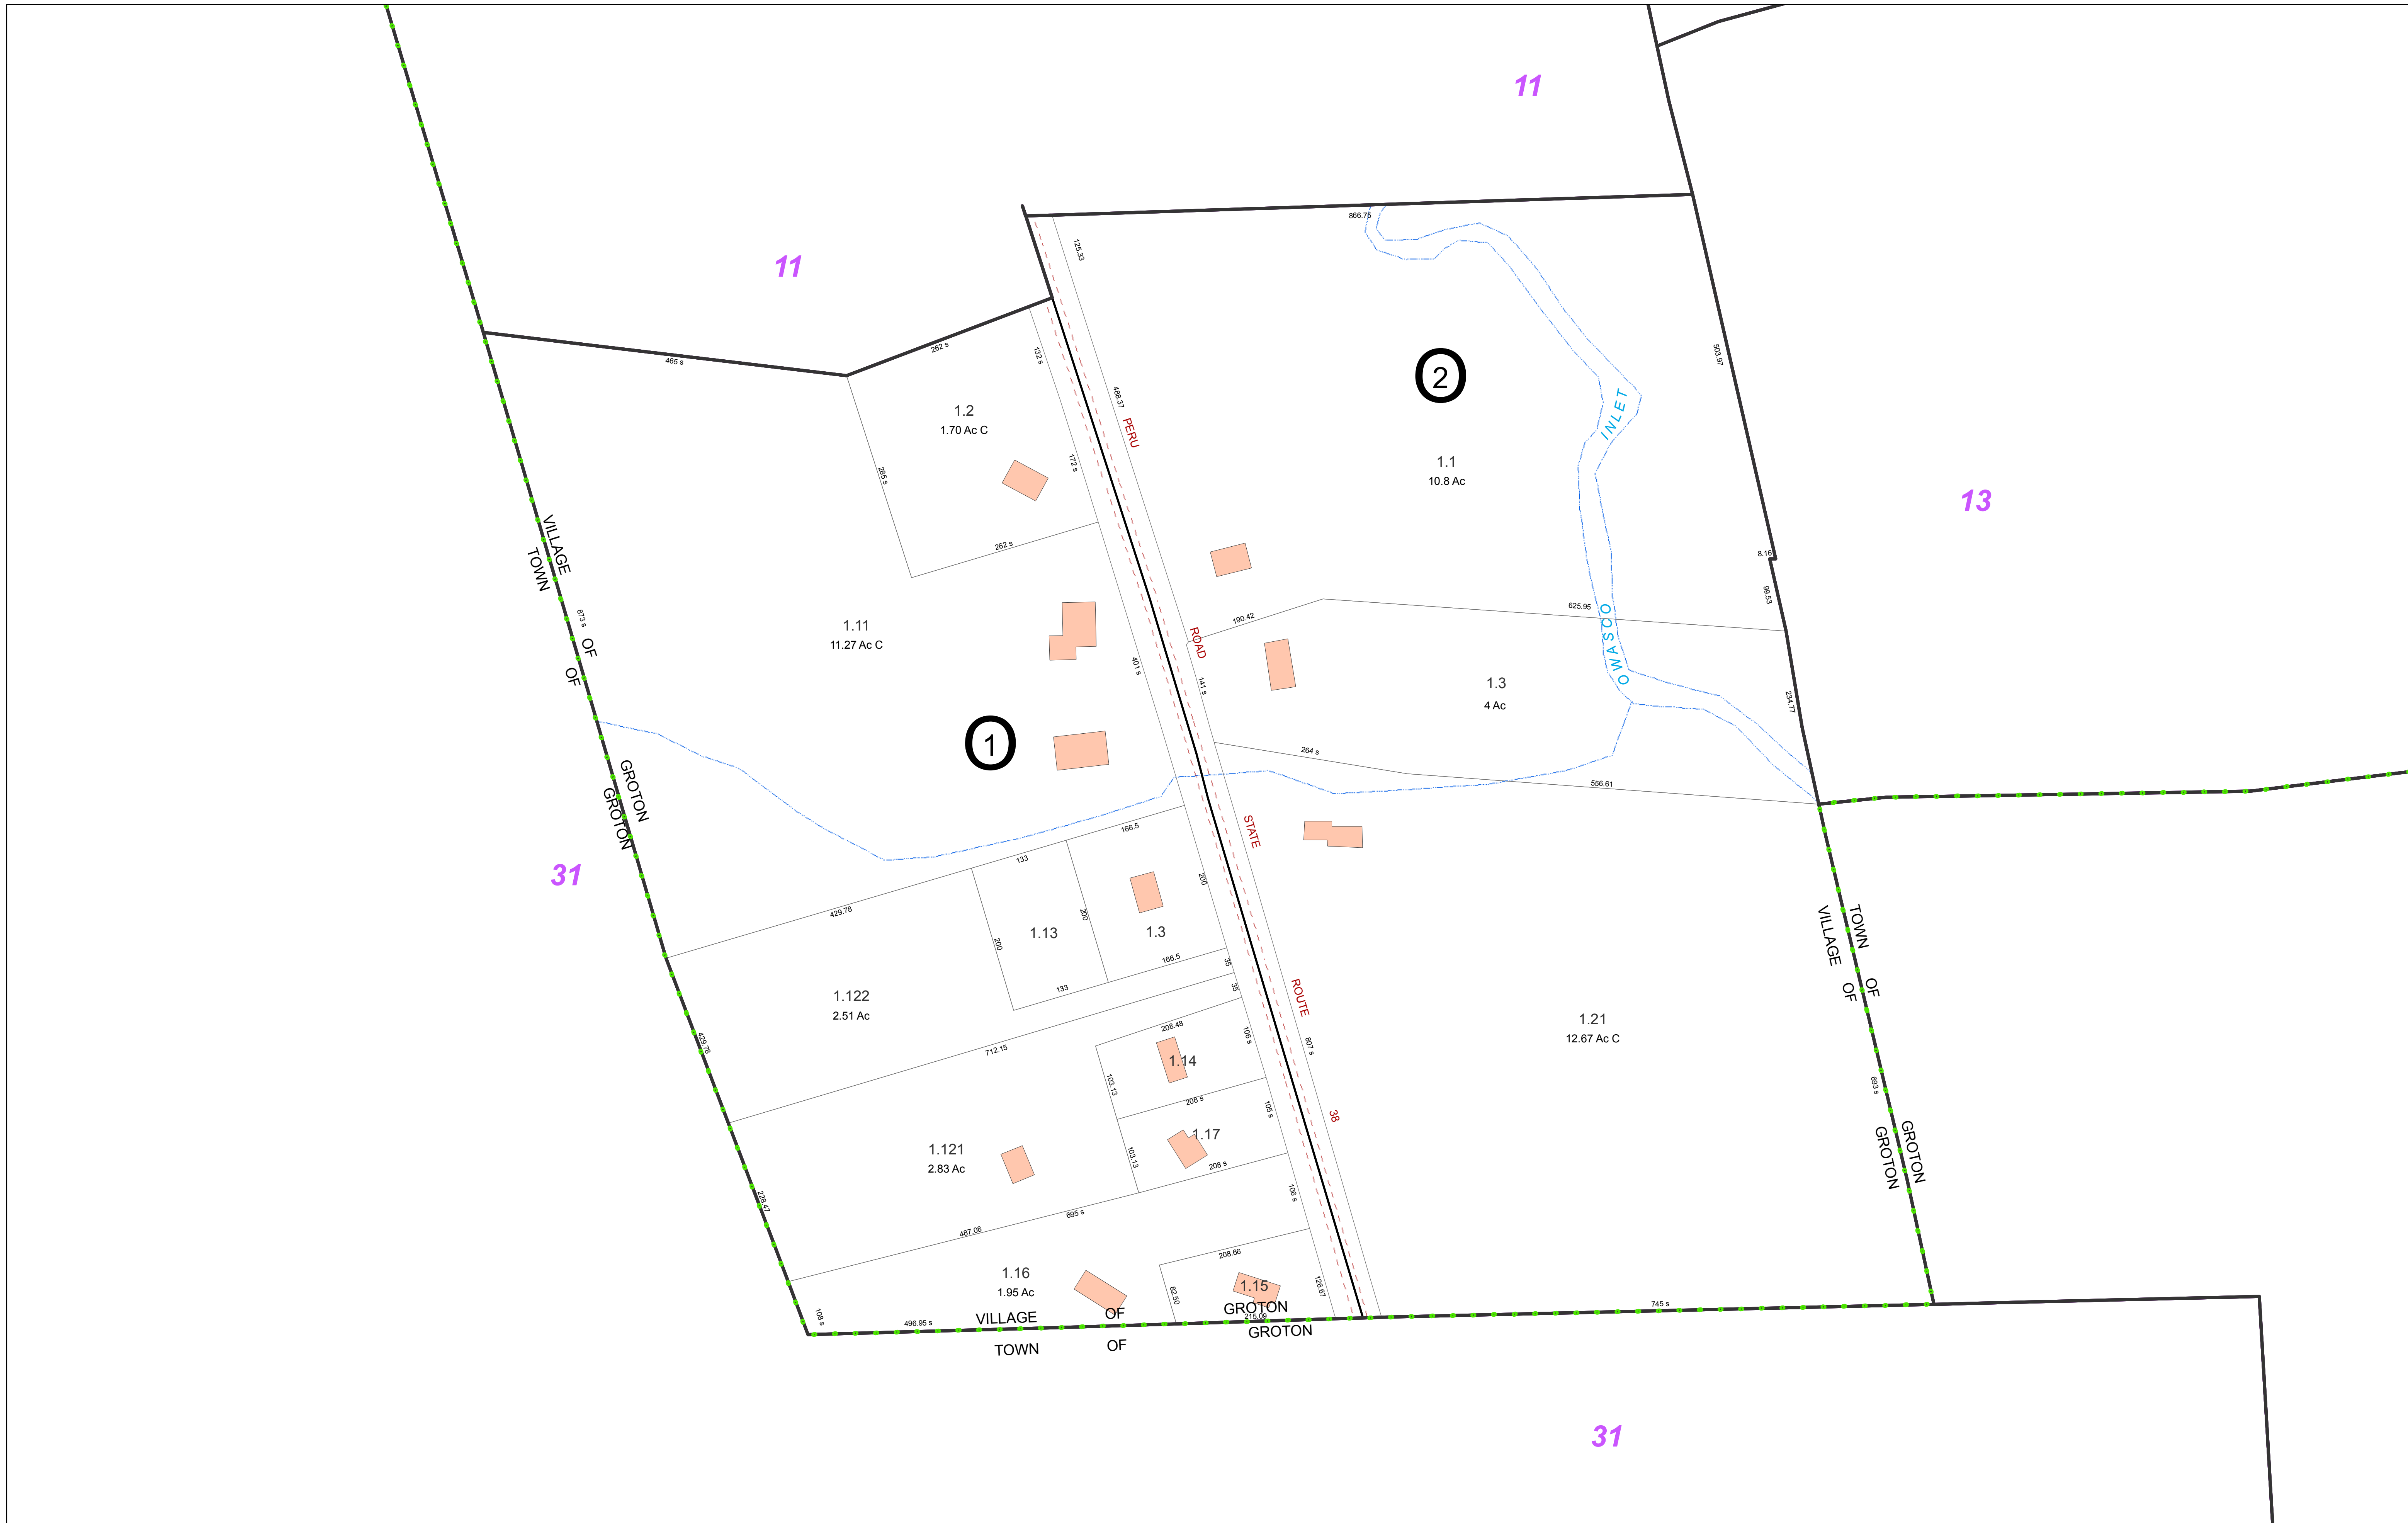 11
866.75
125.33
11
132 s
262 s
465 s
503.97
488.37
PERU
2
INLET
1.2
1.70 Ac C
172 s
285 s
1.1
10.8 Ac
13
262 s
8.16
99.53
VILLAGE OF GROTON
TOWN OF GROTON
873 s
190.42
625.95
OWASCO
ROAD
1.11
11.27 Ac C
401 s
141 s
1.3
4 Ac
234.77
1
264 s
556.61
STATE
166.5
133
200
31
429.78
200
1.13
200
1.3
166.5
35
133
35
TOWN OF GROTON
VILLAGE OF GROTON
1.122
2.51 Ac
ROUTE
1.21
12.67 Ac C
208.48
106 s
807 s
429.78
712.15
1.14
103.13
693 s
208 s
105 s
38
1.17
1.121
2.83 Ac
103.13
208 s
106 s
228.47
695 s
487.08
208.66
1.16
1.95 Ac
82.50
1.15
126.67
108 s
496.95 s
VILLAGE OF GROTON
215.09
745 s
TOWN OF GROTON
31